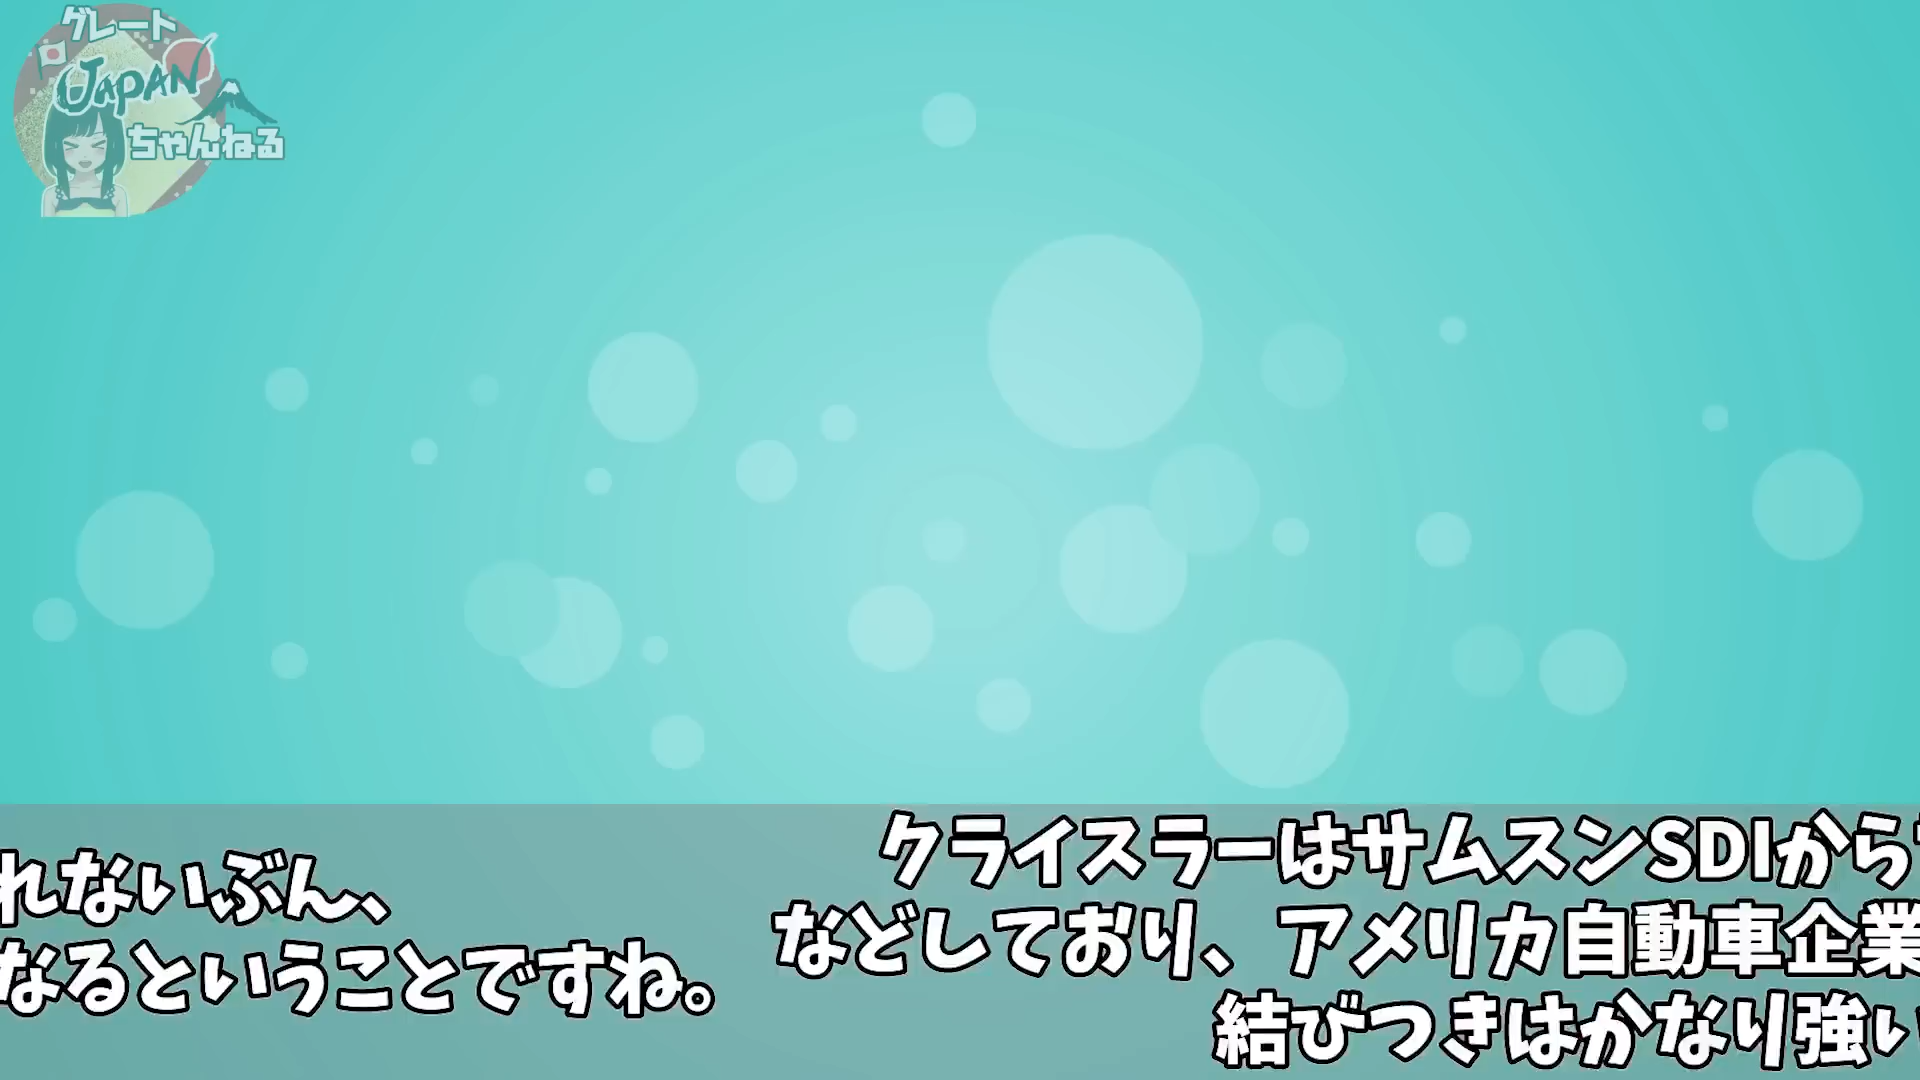 グレート
JAPAN
ちゃんねる
れないぶん、
なるということですね。
クライスラーはサムスンSDIから
などしており、アメリカ自動車企業
結びつきはかなり強い